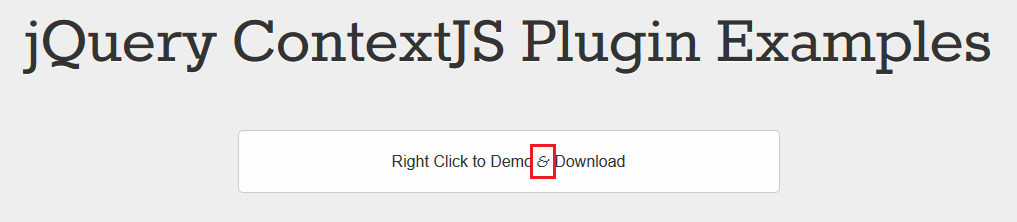 jQuery ContextJS Plugin Examples
Right Click to Demo & Download